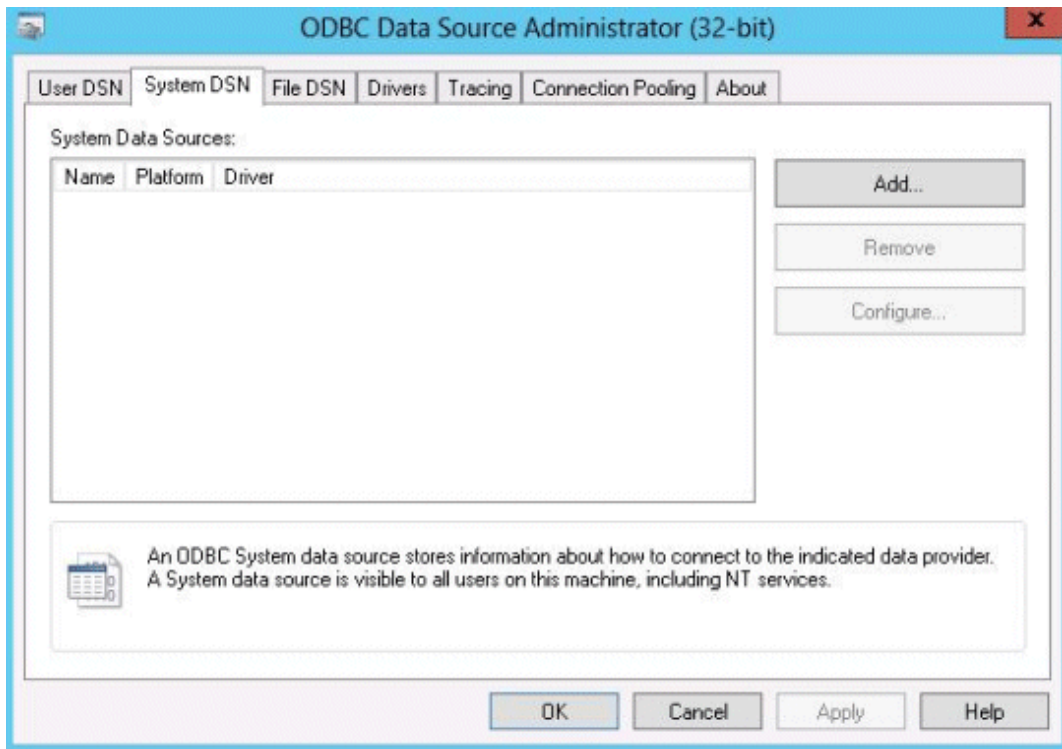 ODBC Data Source Administrator (32-bit)
x
User DSN System DSN File DSN Drivers Tracing Connection Pooling About
System Data Sources:
Name Platform Driver
Add...
Remove
Configure...
An ODBC System data source stores information about how to connect to the indicated data provider.
A System data source is visible to all users on this machine, including NT services.
OK Cancel Apply Help